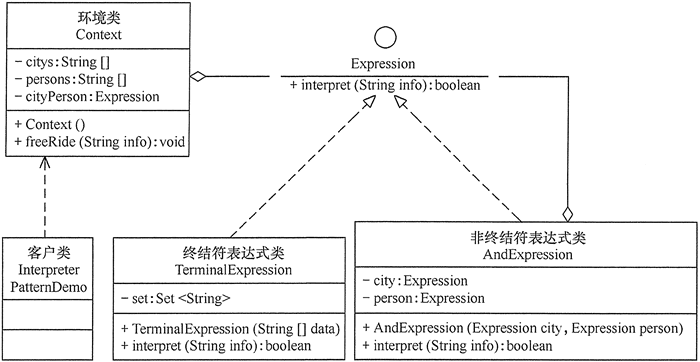 环境类
Context
- citys:String []
- persons:String []
- cityPerson:Expression
+ Context ()
+ freeRide (String info):void
Expression
+ interpret (String info):boolean
客户类
Interpreter
PatternDemo
终结符表达式类
TerminalExpression
- set:Set <String>
+ TerminalExpression (String [] data)
+ interpret (String info):boolean
非终结符表达式类
AndExpression
- city:Expression
- person:Expression
+ AndExpression (Expression city, Expression person)
+ interpret (String info):boolean